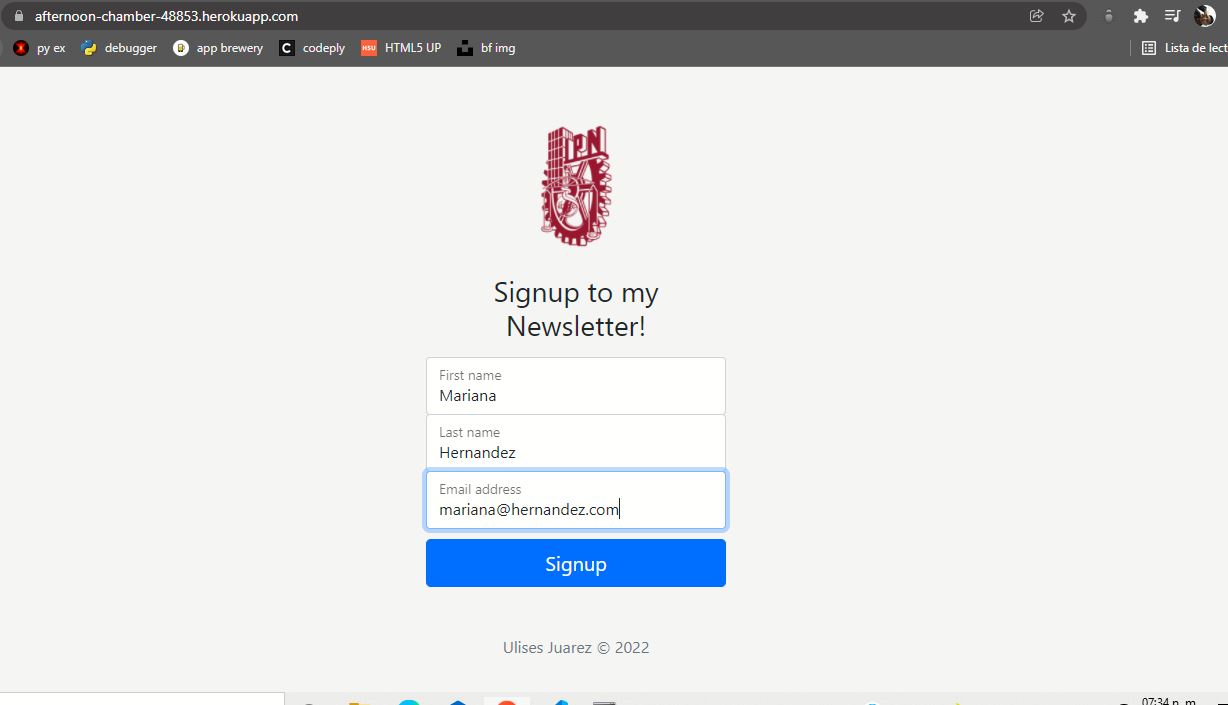 afternoon-chamber-48853.herokuapp.com
py ex debugger app brewery C codeply HSU HTML5 UP bf img Lista de lect
IPN
Signup to my
Newsletter!
First name
Mariana
Last name
Hernandez
Email address
mariana@hernandez.com
Signup
Ulises Juarez © 2022
07:34 p. m.